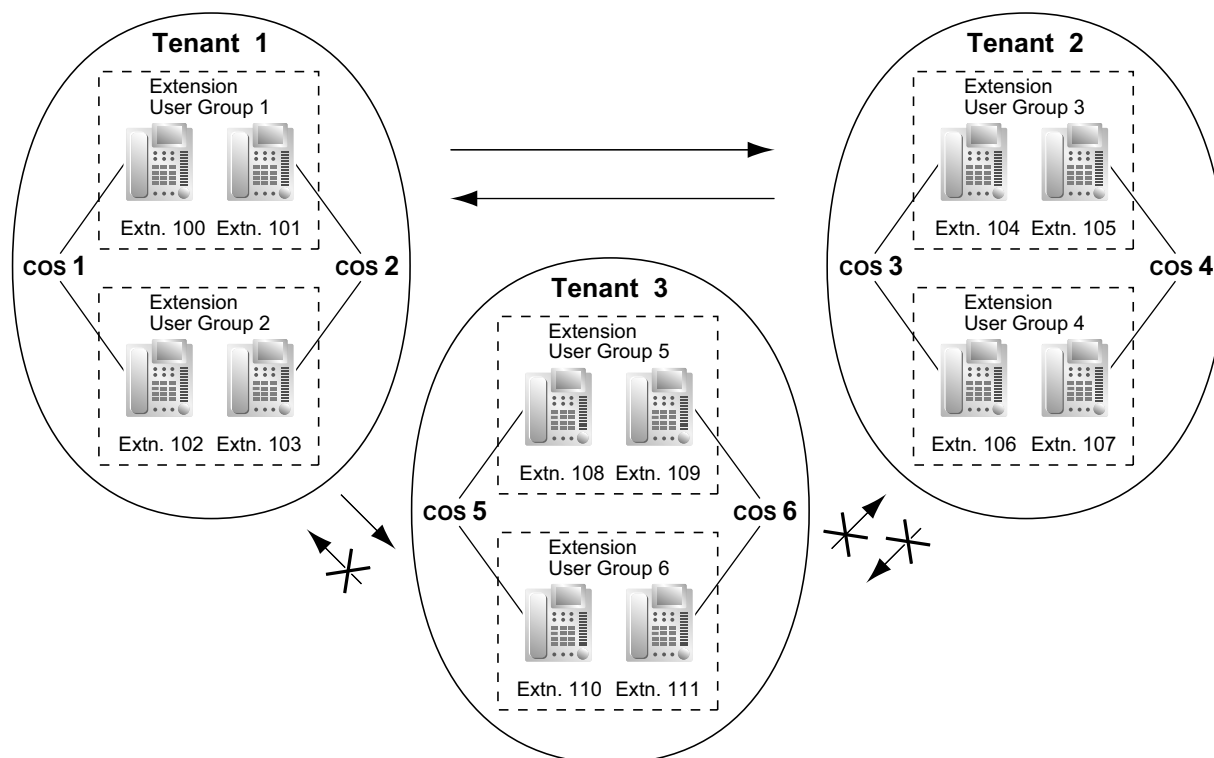 Tenant 1
Extension
User Group 1
Extn. 100 Extn. 101
COS 1
COS 2
Extension
User Group 2
Extn. 102 Extn. 103
Tenant 2
Extension
User Group 3
Extn. 104 Extn. 105
COS 3
COS 4
Extension
User Group 4
Extn. 106 Extn. 107
Tenant 3
Extension
User Group 5
Extn. 108 Extn. 109
COS 5
COS 6
Extension
User Group 6
Extn. 110 Extn. 111